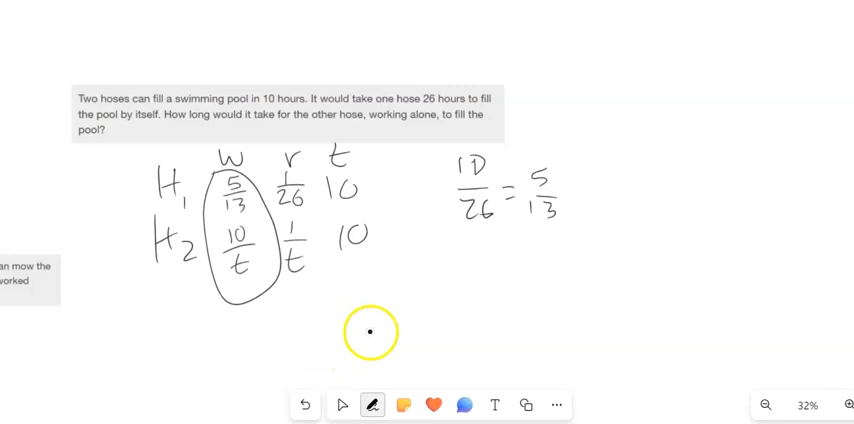 Two hoses can fill a swimming pool in 10 hours. It would take one hose 26 hours to fill
the pool by itself. How long would it take for the other hose, working alone, to fill the
pool?
w r t
H₁ 5/13 1/26 10
10/26 = 5/13
H2 10/t 1/t 10
an mow the
worked
T
32%